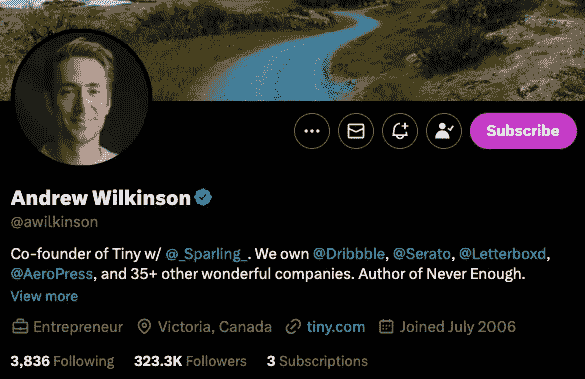 Subscribe
Andrew Wilkinson
@awilkinson
Co-founder of Tiny w/ @_Sparling_. We own @Dribbble, @Serato, @Letterboxd,
@AeroPress, and 35+ other wonderful companies. Author of Never Enough.
View more
Entrepreneur Victoria, Canada tiny.com Joined July 2006
3,836 Following 323.3K Followers 3 Subscriptions